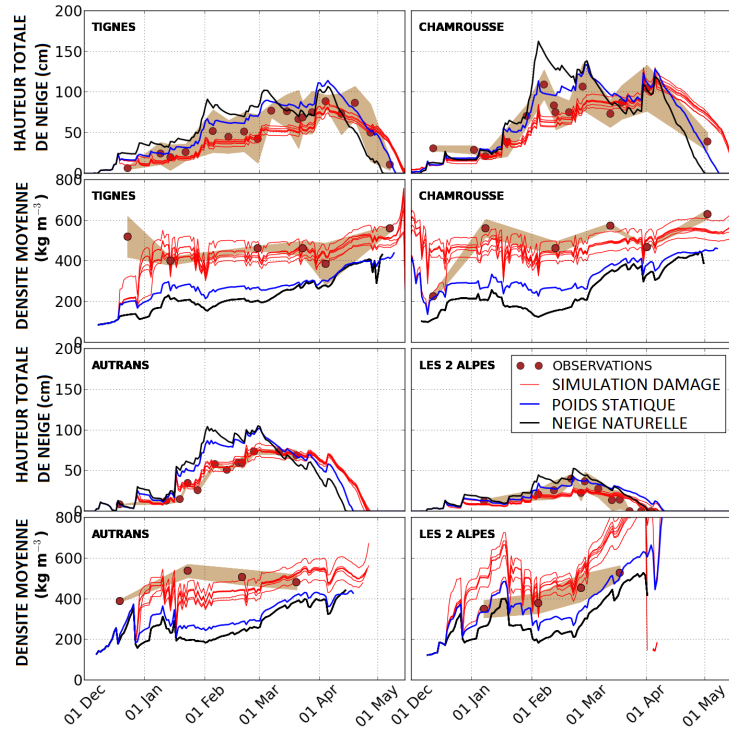 HAUTEUR TOTALE
DE NEIGE (cm)
200
150
100
50
0
TIGNES
CHAMROUSSE
DENSITE MOYENNE
(kg m⁻³)
800
600
400
200
0
TIGNES
CHAMROUSSE
HAUTEUR TOTALE
DE NEIGE (cm)
200
150
100
50
0
AUTRANS
LES 2 ALPES
OBSERVATIONS
SIMULATION DAMAGE
POIDS STATIQUE
NEIGE NATURELLE
DENSITE MOYENNE
(kg m⁻³)
800
600
400
200
0
AUTRANS
LES 2 ALPES
01 Dec
01 Jan
01 Feb
01 Mar
01 Apr
01 May
01 Dec
01 Jan
01 Feb
01 Mar
01 Apr
01 May